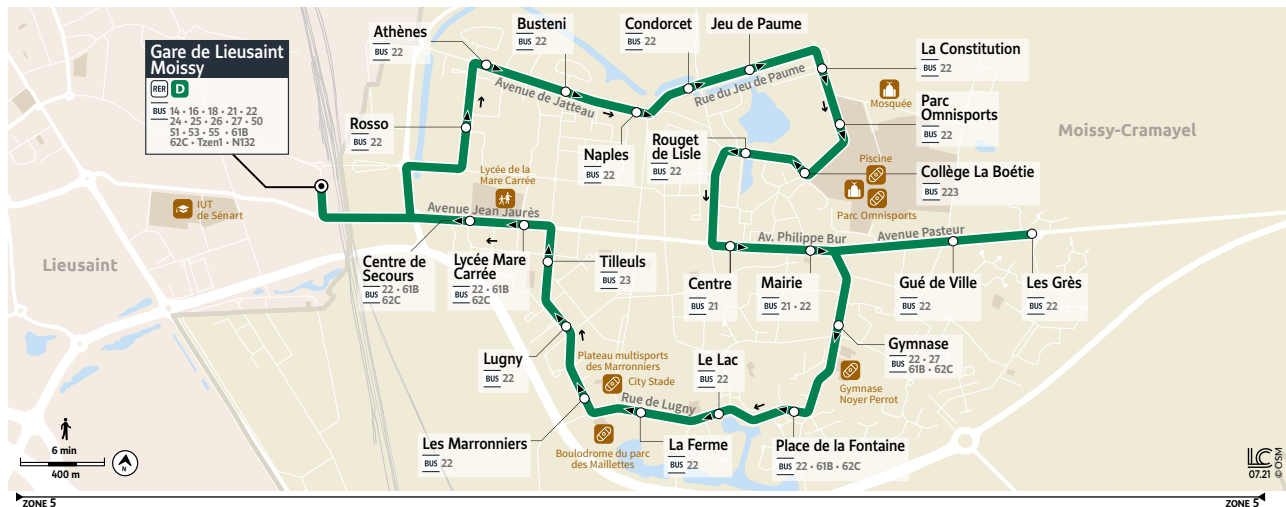 Gare de Lieusaint
Moissy
RER D
BUS 14 • 16 • 18 • 21 • 22
24 • 25 • 26 • 27 • 50
51 • 53 • 55 • 61B
62C • Tzen1 • N132
Athènes
BUS 22
Busteni
BUS 22
Condorcet
BUS 22
Jeu de Paume
La Constitution
BUS 22
Avenue de Jatteau
Rue du Jeu de Paume
Mosquée
Parc
Omnisports
BUS 22
Moissy-Cramayel
Rosso
BUS 22
Naples
BUS 22
Rouget
de Lisle
BUS 22
Piscine
Collège La Boétie
BUS 223
Parc Omnisports
Lycée de la
Mare Carrée
IUT
de Sénart
Avenue Jean Jaurès
Av. Philippe Bur
Avenue Pasteur
Lieusaint
Centre de
Secours
BUS 22 • 61B
62C
Lycée Mare
Carrée
BUS 22 • 61B
62C
Tilleuls
BUS 23
Centre
BUS 21
Mairie
BUS 21 • 22
Gué de Ville
BUS 22
Les Grès
BUS 22
Lugny
BUS 22
Plateau multisports
des Marronniers
City Stade
Le Lac
BUS 22
Gymnase
BUS 22 • 27
61B • 62C
Gymnase
Noyer Perrot
Rue de Lugny
Les Marronniers
BUS 22
Boulodrome du parc
des Maillettes
La Ferme
BUS 22
Place de la Fontaine
BUS 22 • 61B • 62C
6 min
400 m
N
LC
07.21
© OSM
ZONE 5
ZONE 5